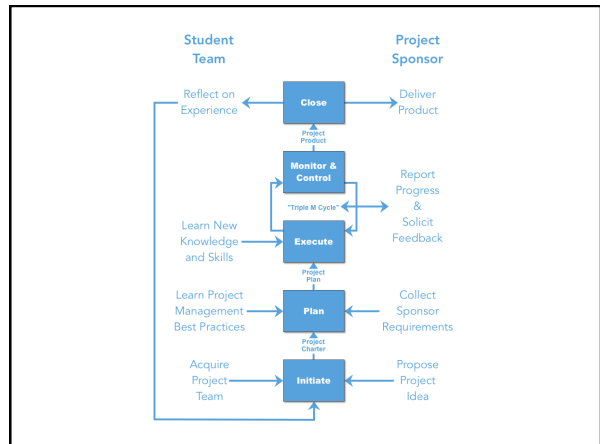 Student
Team
Project
Sponsor
Reflect on
Experience
Close
Deliver
Product
Project
Product
Monitor &
Control
Report
Progress
&
Solicit
Feedback
"Triple M Cycle"
Learn New
Knowledge
and Skills
Execute
Project
Plan
Learn Project
Management
Best Practices
Plan
Collect
Sponsor
Requirements
Project
Charter
Acquire
Project
Team
Initiate
Propose
Project
Idea